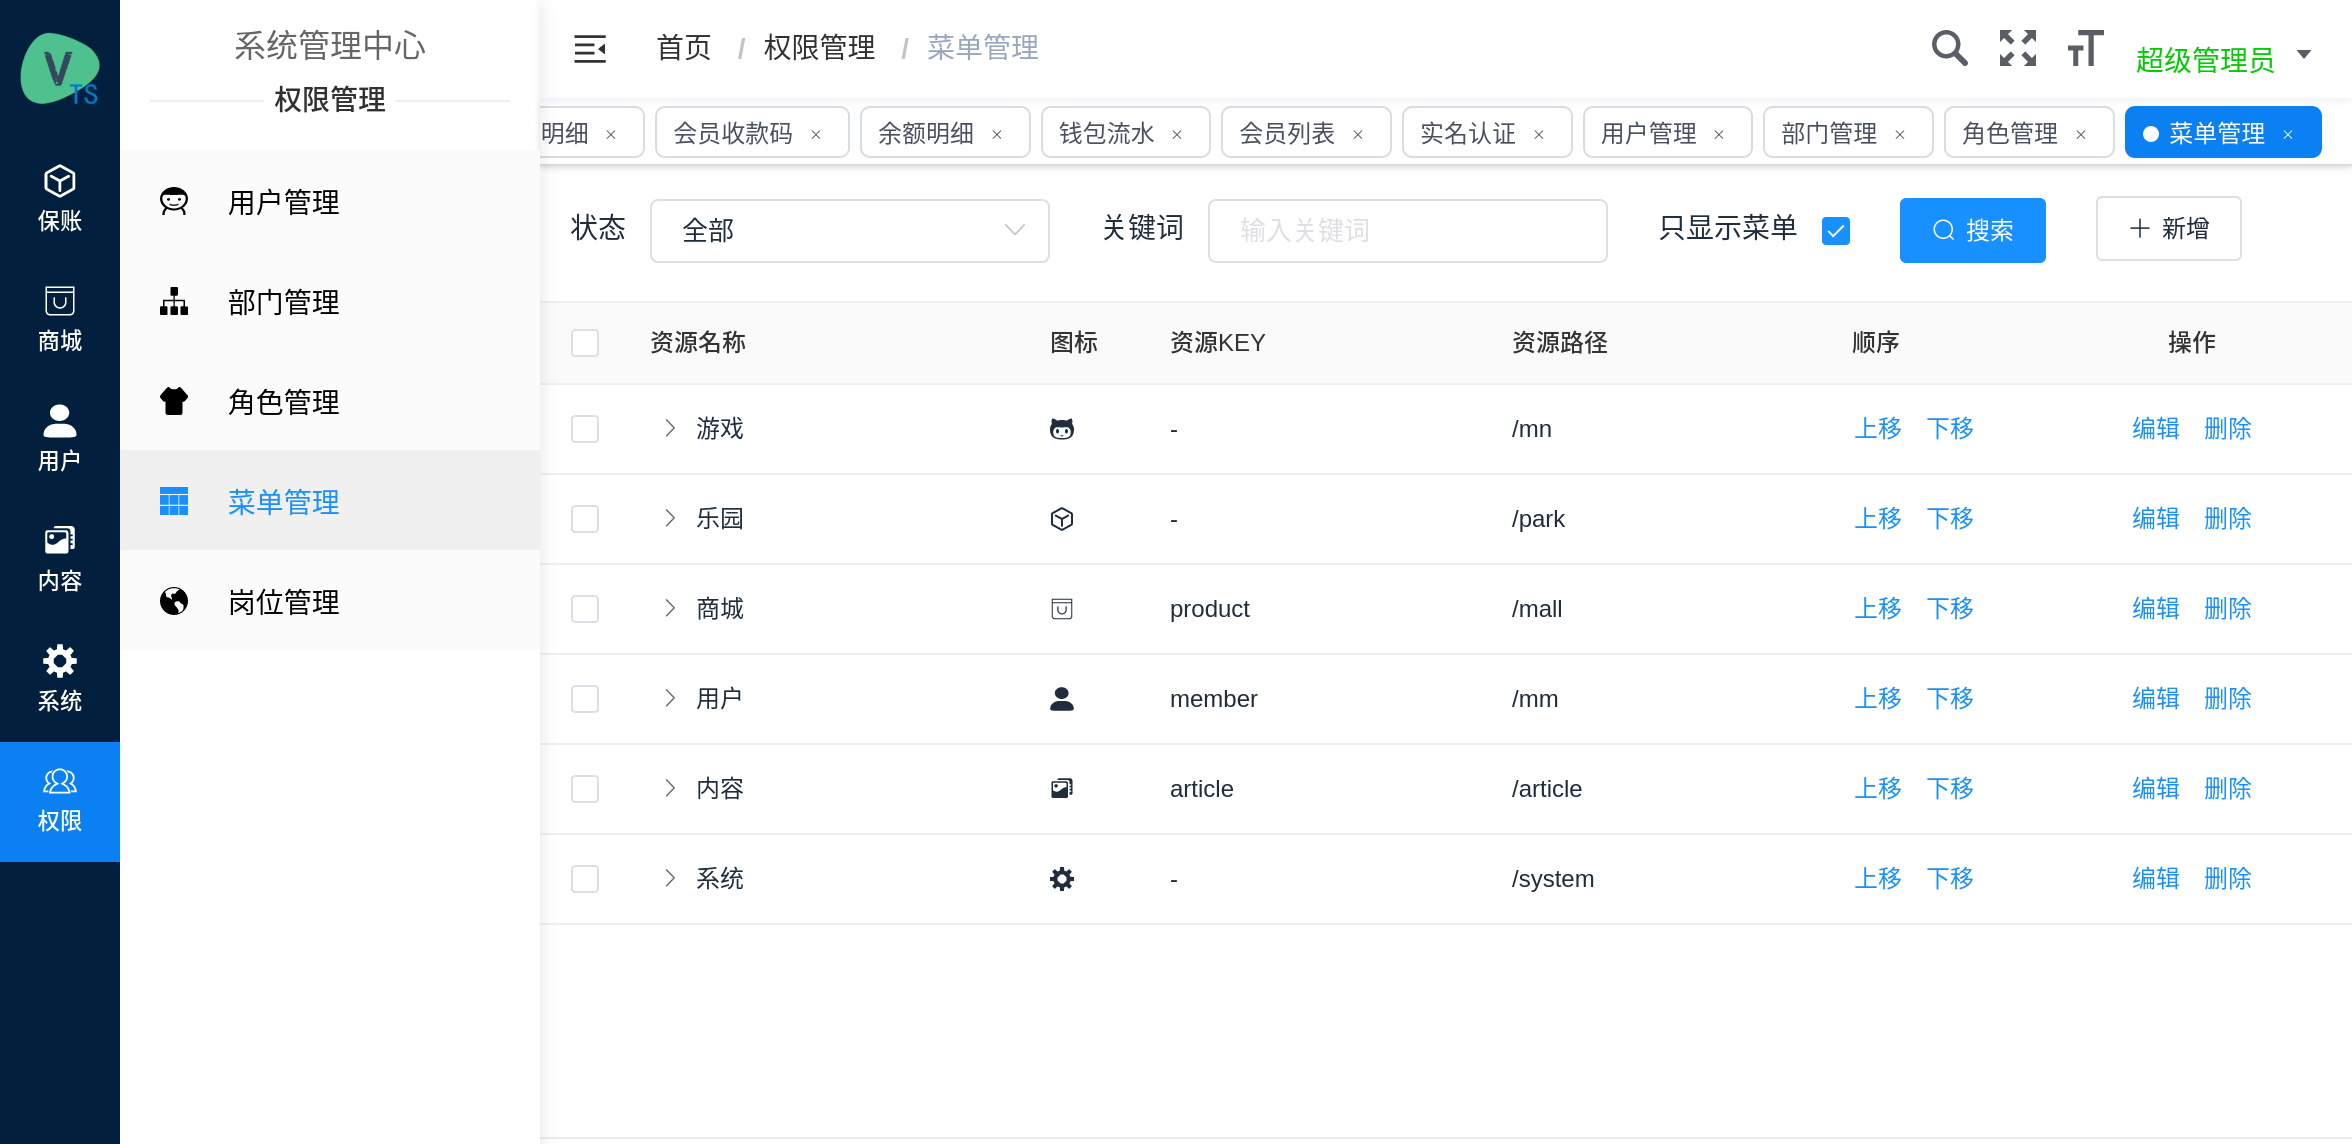 V
TS
保账
商城
用户
内容
系统
权限
系统管理中心
权限管理
用户管理
部门管理
角色管理
菜单管理
岗位管理
首页 / 权限管理 / 菜单管理
超级管理员
明细 × 会员收款码 × 余额明细 × 钱包流水 × 会员列表 × 实名认证 × 用户管理 × 部门管理 × 角色管理 × 菜单管理 ×
状态 全部 关键词 输入关键词 只显示菜单 搜索 新增
资源名称 图标 资源KEY 资源路径 顺序 操作
游戏 - /mn 上移 下移 编辑 删除
乐园 - /park 上移 下移 编辑 删除
商城 product /mall 上移 下移 编辑 删除
用户 member /mm 上移 下移 编辑 删除
内容 article /article 上移 下移 编辑 删除
系统 - /system 上移 下移 编辑 删除